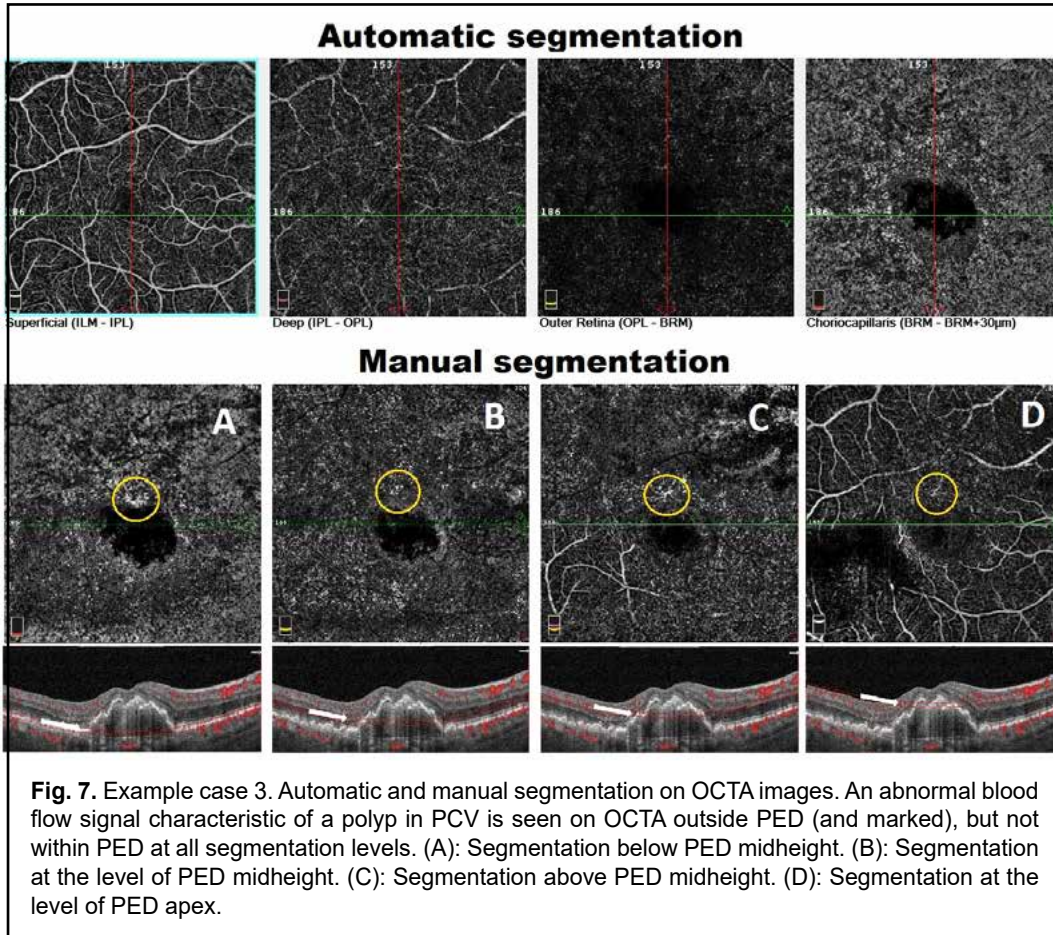 Automatic segmentation
153 153 153 153
186 186 186
Superficial (ILM - IPL) Deep (IPL - OPL) Outer Retina (OPL - BRM) Choriocapillaris (BRM - BRM+30µm)
Manual segmentation
A B C D
Fig. 7. Example case 3. Automatic and manual segmentation on OCTA images. An abnormal blood
flow signal characteristic of a polyp in PCV is seen on OCTA outside PED (and marked), but not
within PED at all segmentation levels. (A): Segmentation below PED midheight. (B): Segmentation
at the level of PED midheight. (C): Segmentation above PED midheight. (D): Segmentation at the
level of PED apex.